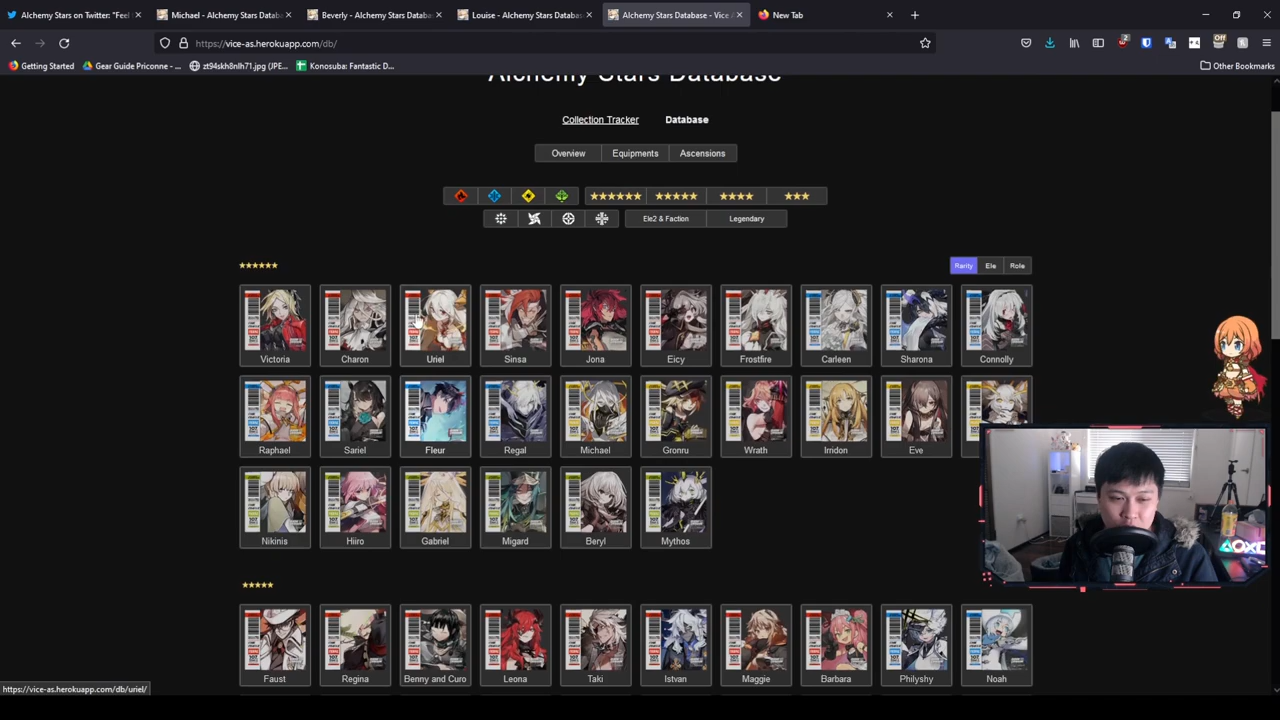 Alchemy Stars on Twitter: "Feel
Michael - Alchemy Stars Databa
Beverly - Alchemy Stars Databas
Louise - Alchemy Stars Databas
Alchemy Stars Database - Vice A
New Tab
https://vice-as.herokuapp.com/db/
Getting Started
Gear Guide Priconne - ...
zt94skh8nlh71.jpg (JPE...
Konosuba: Fantastic D...
Other Bookmarks
Alchemy Stars Database
Collection Tracker Database
Overview Equipments Ascensions
Ele2 & Faction Legendary
Rarity Ele Role
Victoria Charon Uriel Sinsa Jona Eicy Frostfire Carleen Sharona Connolly
Raphael Sariel Fleur Regal Michael Gronru Wrath Irridon Eve
Nikinis Hiiro Gabriel Migard Beryl Mythos
Faust Regina Benny and Curo Leona Taki Istvan Maggie Barbara Philyshy Noah
https://vice-as.herokuapp.com/db/uriel/